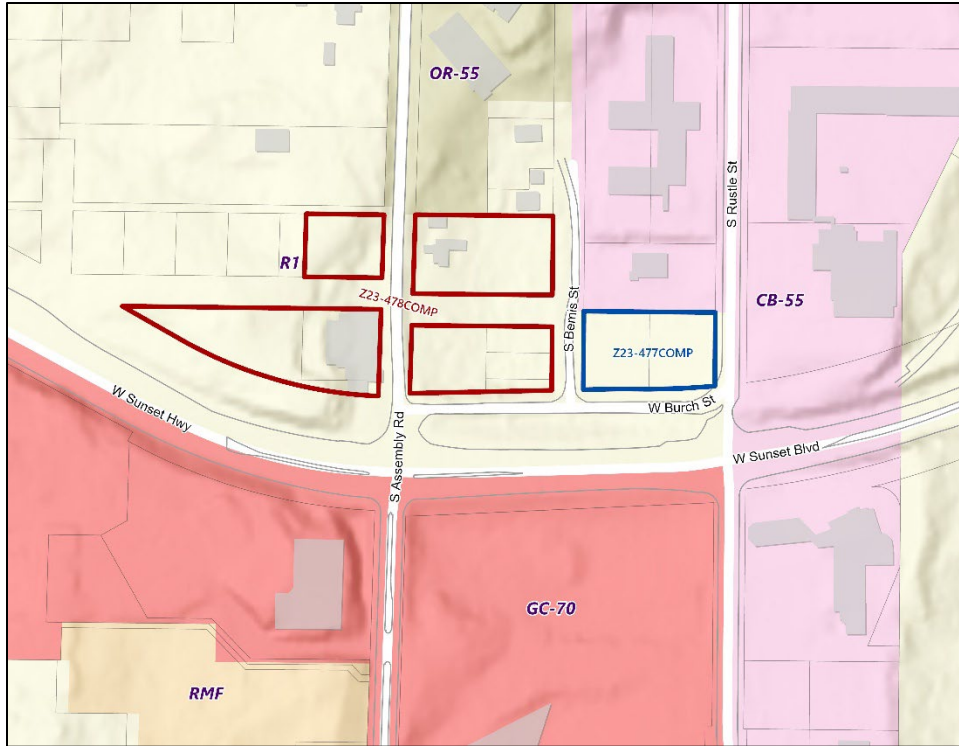 OR-55
S Rustle St
R1
Z23-478COMP
S Bemis St
CB-55
Z23-477COMP
W Sunset Hwy
W Burch St
S Assembly Rd
W Sunset Blvd
GC-70
RMF